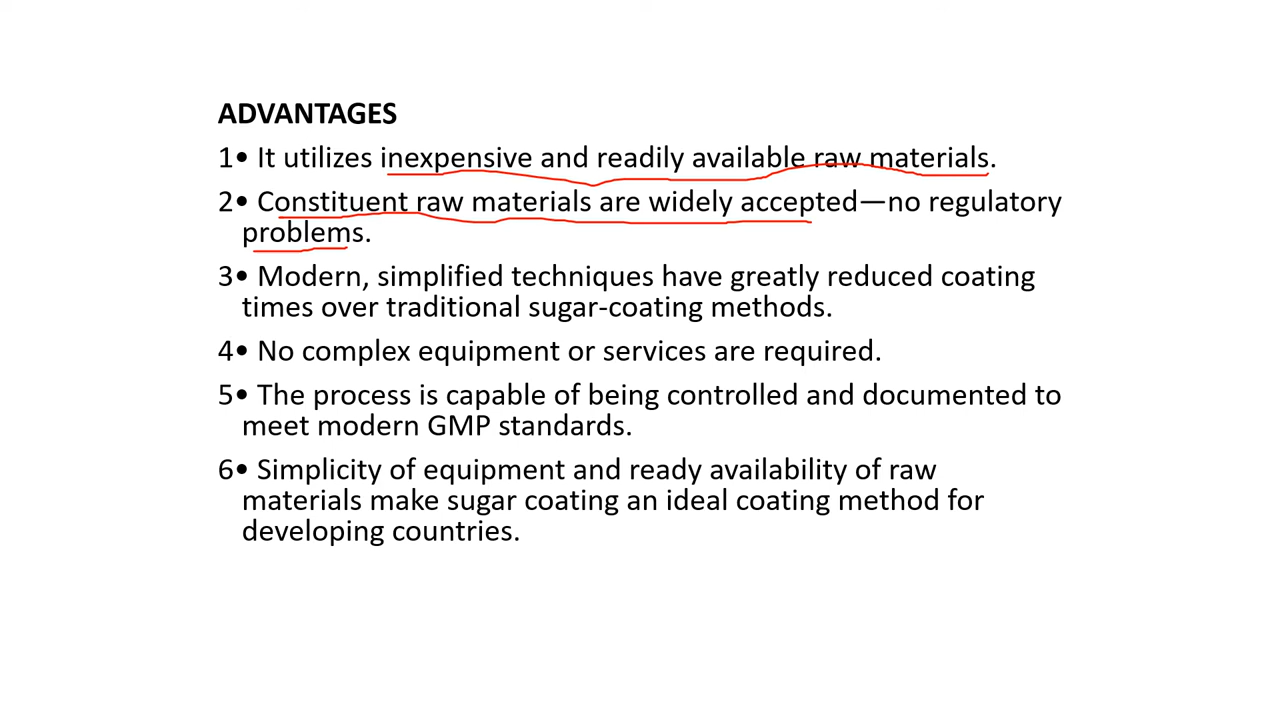 ADVANTAGES
1• It utilizes inexpensive and readily available raw materials.
2• Constituent raw materials are widely accepted—no regulatory
problems.
3• Modern, simplified techniques have greatly reduced coating
times over traditional sugar-coating methods.
4• No complex equipment or services are required.
5• The process is capable of being controlled and documented to
meet modern GMP standards.
6• Simplicity of equipment and ready availability of raw
materials make sugar coating an ideal coating method for
developing countries.